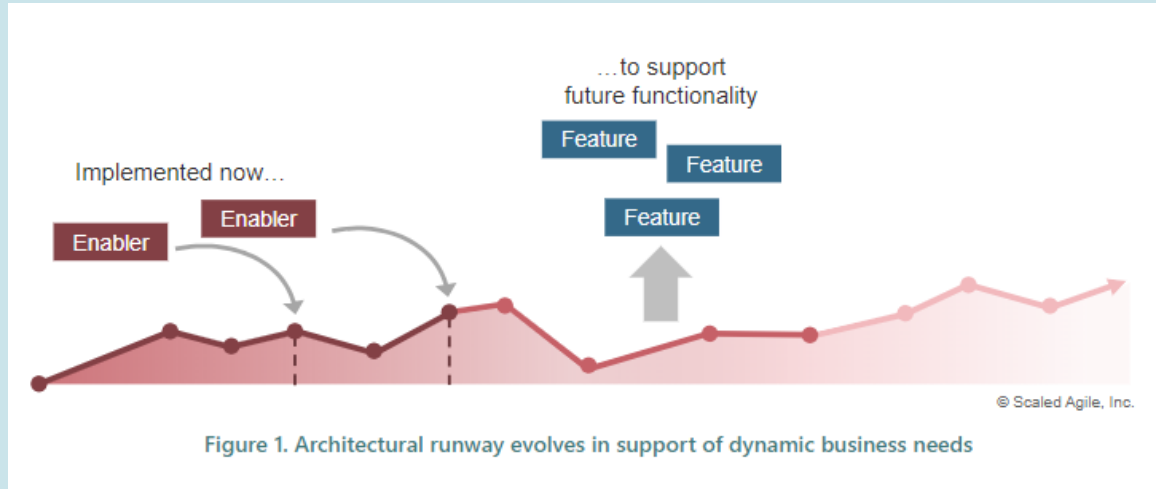 …to support
future functionality
Feature
Feature
Implemented now…
Enabler
Feature
Enabler
© Scaled Agile, Inc.
Figure 1. Architectural runway evolves in support of dynamic business needs